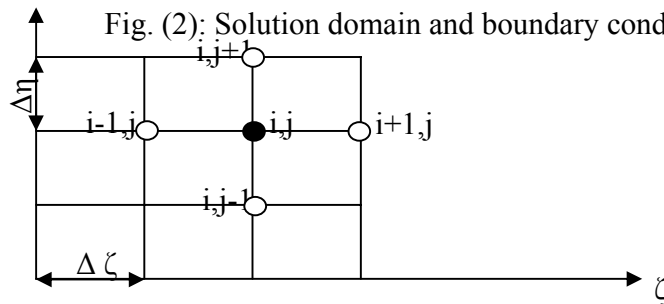 Fig. (2): Solution domain and boundary cond
i,j+1
Δη
i-1,j
i,j
i+1,j
i,j-1
Δ ζ
ζ